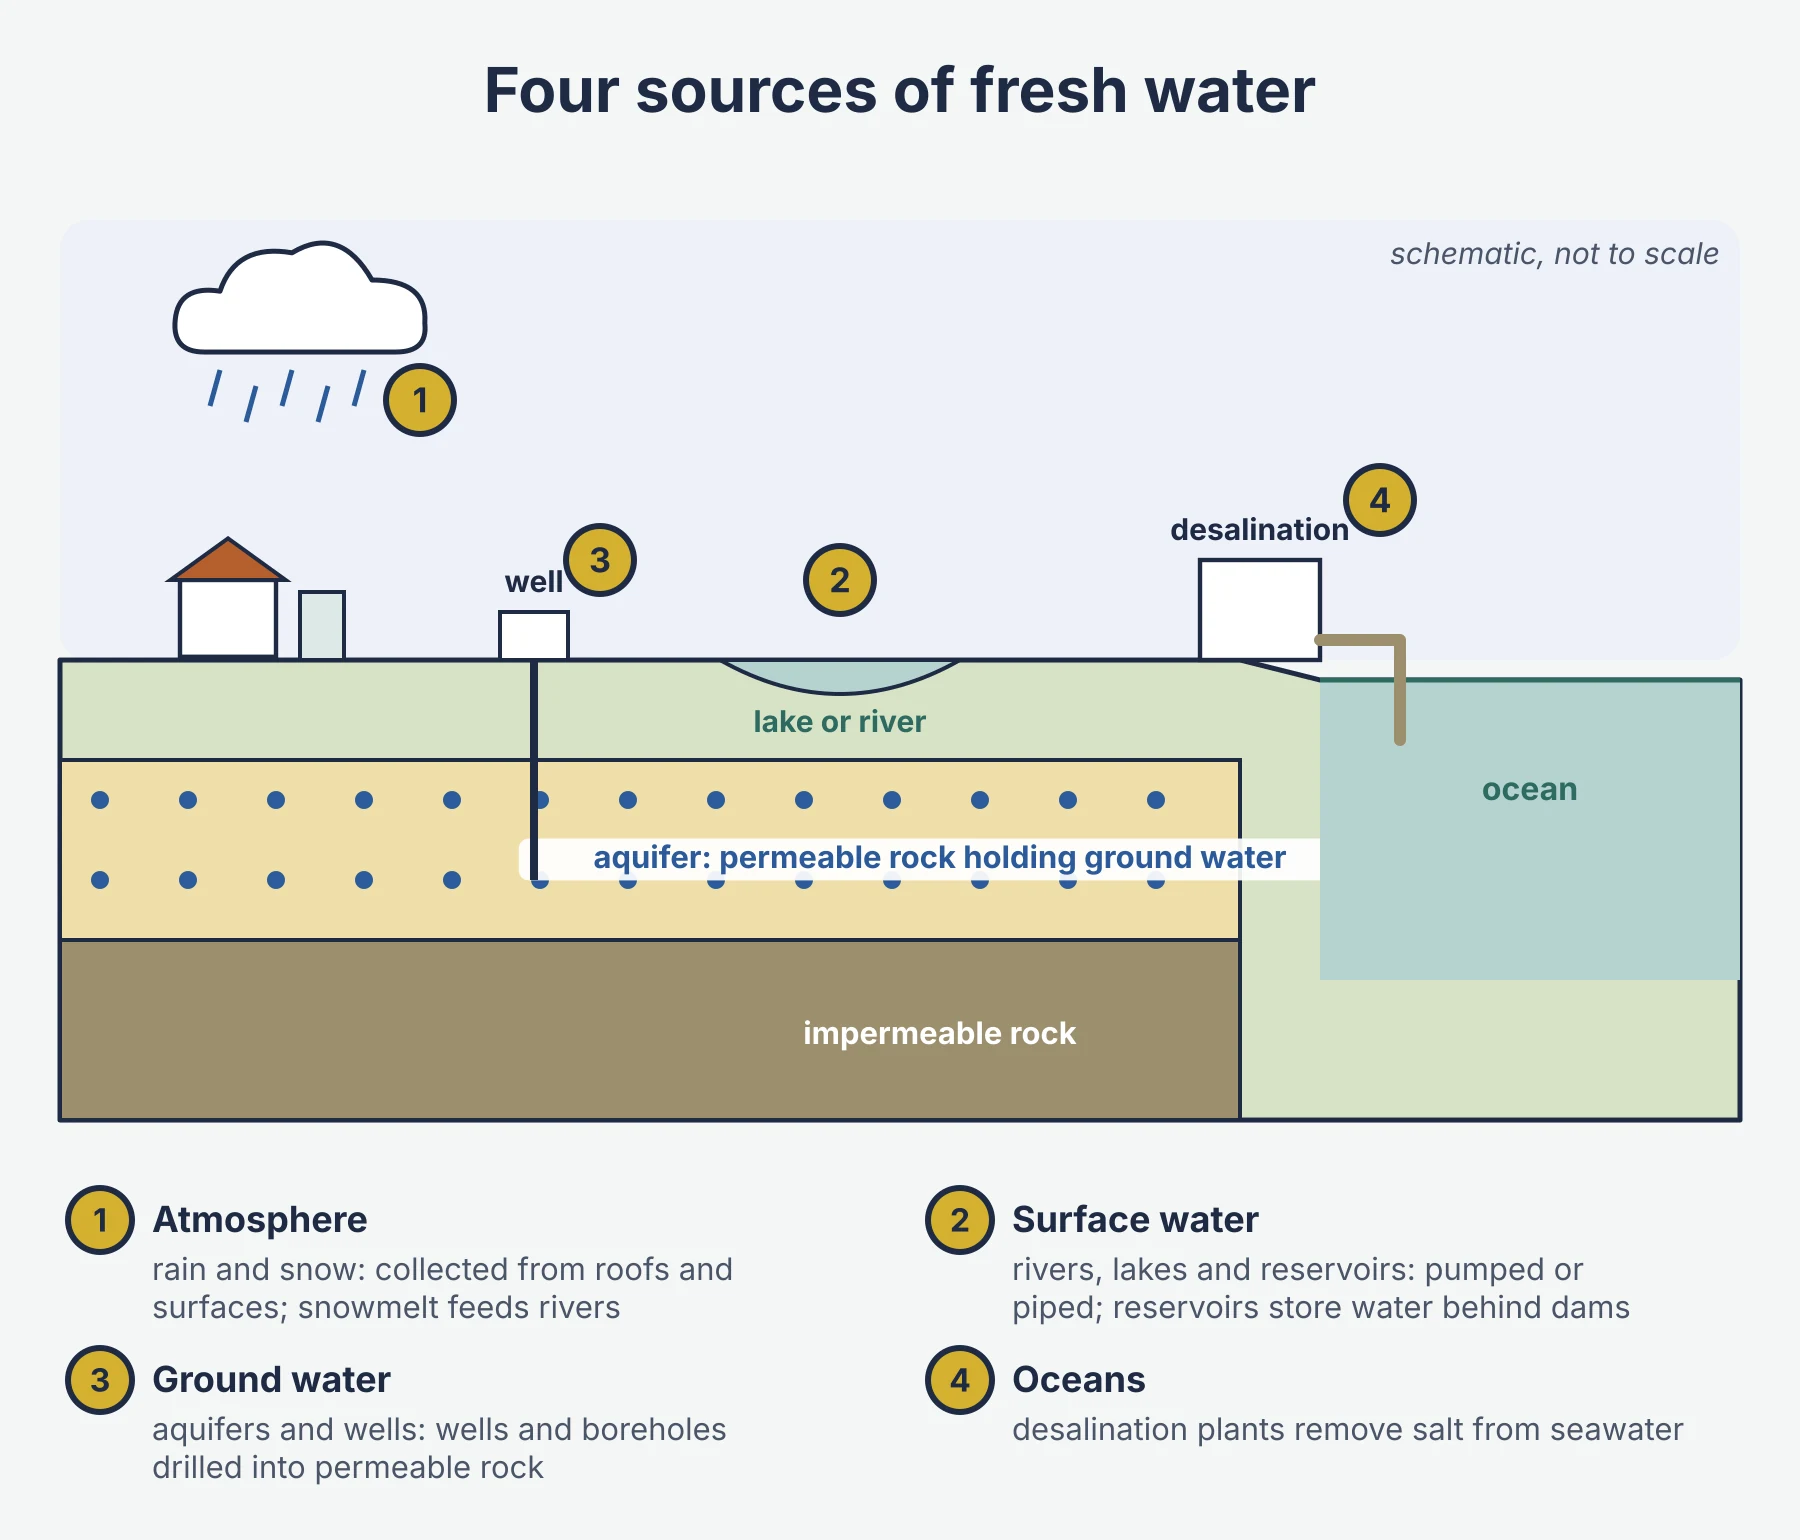 Four sources of fresh water
schematic, not to scale
1
4
desalination
3
well
2
lake or river
ocean
aquifer: permeable rock holding ground water
impermeable rock
1 Atmosphere
rain and snow: collected from roofs and
surfaces; snowmelt feeds rivers
2 Surface water
rivers, lakes and reservoirs: pumped or
piped; reservoirs store water behind dams
3 Ground water
aquifers and wells: wells and boreholes
drilled into permeable rock
4 Oceans
desalination plants remove salt from seawater